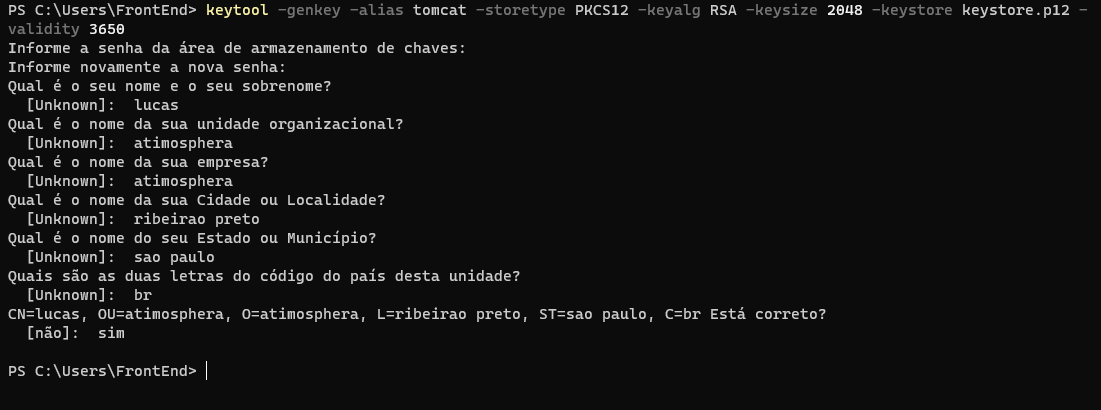 PS C:\Users\FrontEnd> keytool -genkey -alias tomcat -storetype PKCS12 -keyalg RSA -keysize 2048 -keystore keystore.p12 -
validity 3650
Informe a senha da área de armazenamento de chaves:
Informe novamente a nova senha:
Qual é o seu nome e o seu sobrenome?
  [Unknown]:  lucas
Qual é o nome da sua unidade organizacional?
  [Unknown]:  atimosphera
Qual é o nome da sua empresa?
  [Unknown]:  atimosphera
Qual é o nome da sua Cidade ou Localidade?
  [Unknown]:  ribeirao preto
Qual é o nome do seu Estado ou Município?
  [Unknown]:  sao paulo
Quais são as duas letras do código do país desta unidade?
  [Unknown]:  br
CN=lucas, OU=atimosphera, O=atimosphera, L=ribeirao preto, ST=sao paulo, C=br Está correto?
  [não]:  sim
PS C:\Users\FrontEnd>